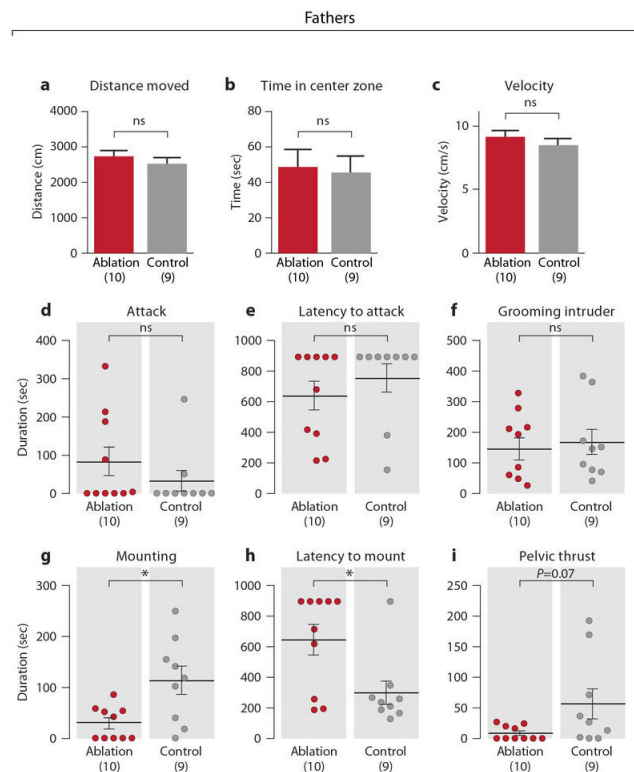 Fathers
a Distance moved
ns
Distance (cm)
4000
3000
2000
1000
0
Ablation
(10)
Control
(9)
b Time in center zone
ns
Time (sec)
80
60
40
20
0
Ablation
(10)
Control
(9)
c Velocity
ns
Velocity (cm/s)
10
5
0
Ablation
(10)
Control
(9)
d Attack
ns
Duration (sec)
400
300
200
100
0
Ablation
(10)
Control
(9)
e Latency to attack
ns
1000
800
600
400
200
0
Ablation
(10)
Control
(9)
f Grooming intruder
ns
500
400
300
200
100
0
Ablation
(10)
Control
(9)
g Mounting
*
Duration (sec)
300
200
100
0
Ablation
(10)
Control
(9)
h Latency to mount
*
1000
800
600
400
200
0
Ablation
(10)
Control
(9)
i Pelvic thrust
P=0.07
250
200
150
100
50
0
Ablation
(10)
Control
(9)